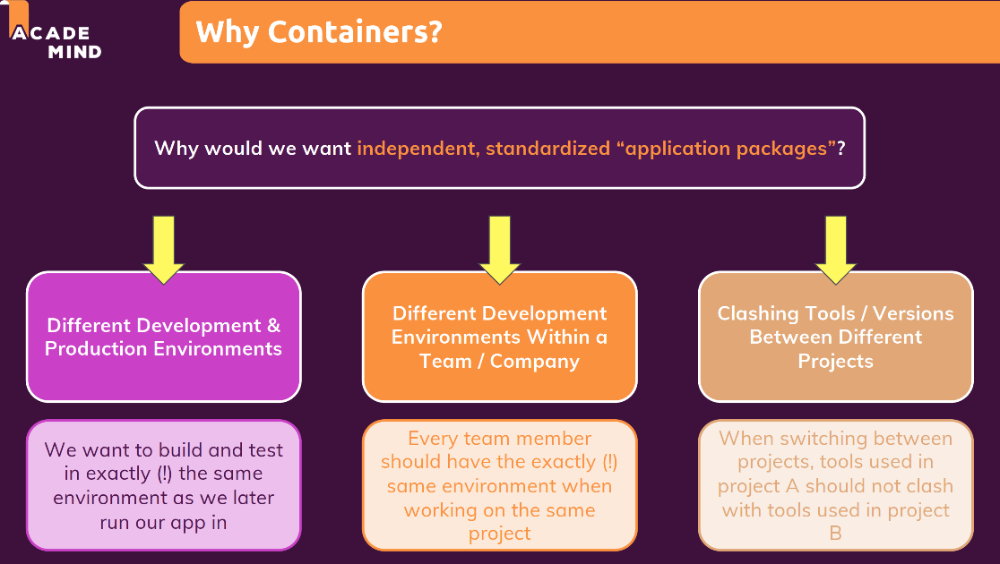 ACADE
MIND
Why Containers?
Why would we want independent, standardized “application packages”?
Different Development &
Production Environments
Different Development
Environments Within a
Team / Company
Clashing Tools / Versions
Between Different
Projects
We want to build and test
in exactly (!) the same
environment as we later
run our app in
Every team member
should have the exactly (!)
same environment when
working on the same
project
When switching between
projects, tools used in
project A should not clash
with tools used in project
B